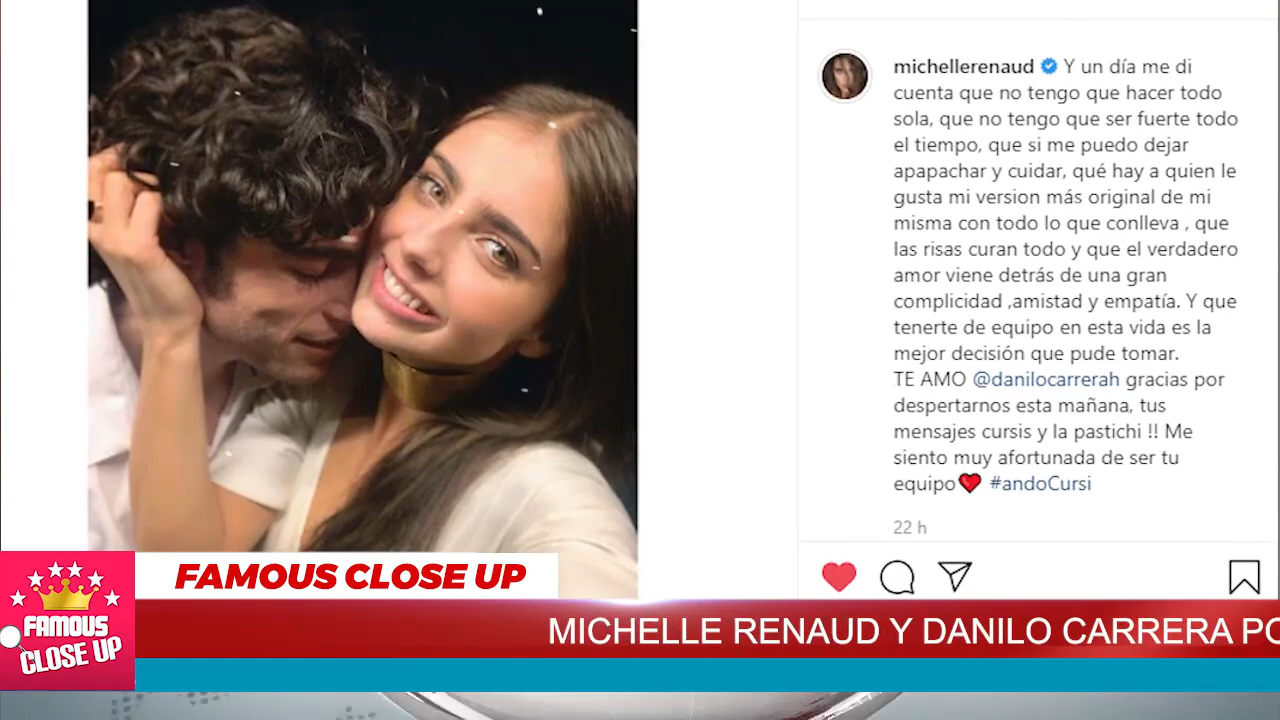 michellerenaud Y un día me di
cuenta que no tengo que hacer todo
sola, que no tengo que ser fuerte todo
el tiempo, que si me puedo dejar
apapachar y cuidar, qué hay a quien le
gusta mi version más original de mi
misma con todo lo que conlleva , que
las risas curan todo y que el verdadero
amor viene detrás de una gran
complicidad ,amistad y empatía. Y que
tenerte de equipo en esta vida es la
mejor decisión que pude tomar.
TE AMO @danilocarrerah gracias por
despertarnos esta mañana, tus
mensajes cursis y la pastichi !! Me
siento muy afortunada de ser tu
equipo❤ #andoCursi
22 h
FAMOUS CLOSE UP
FAMOUS
CLOSE UP
MICHELLE RENAUD Y DANILO CARRERA PO